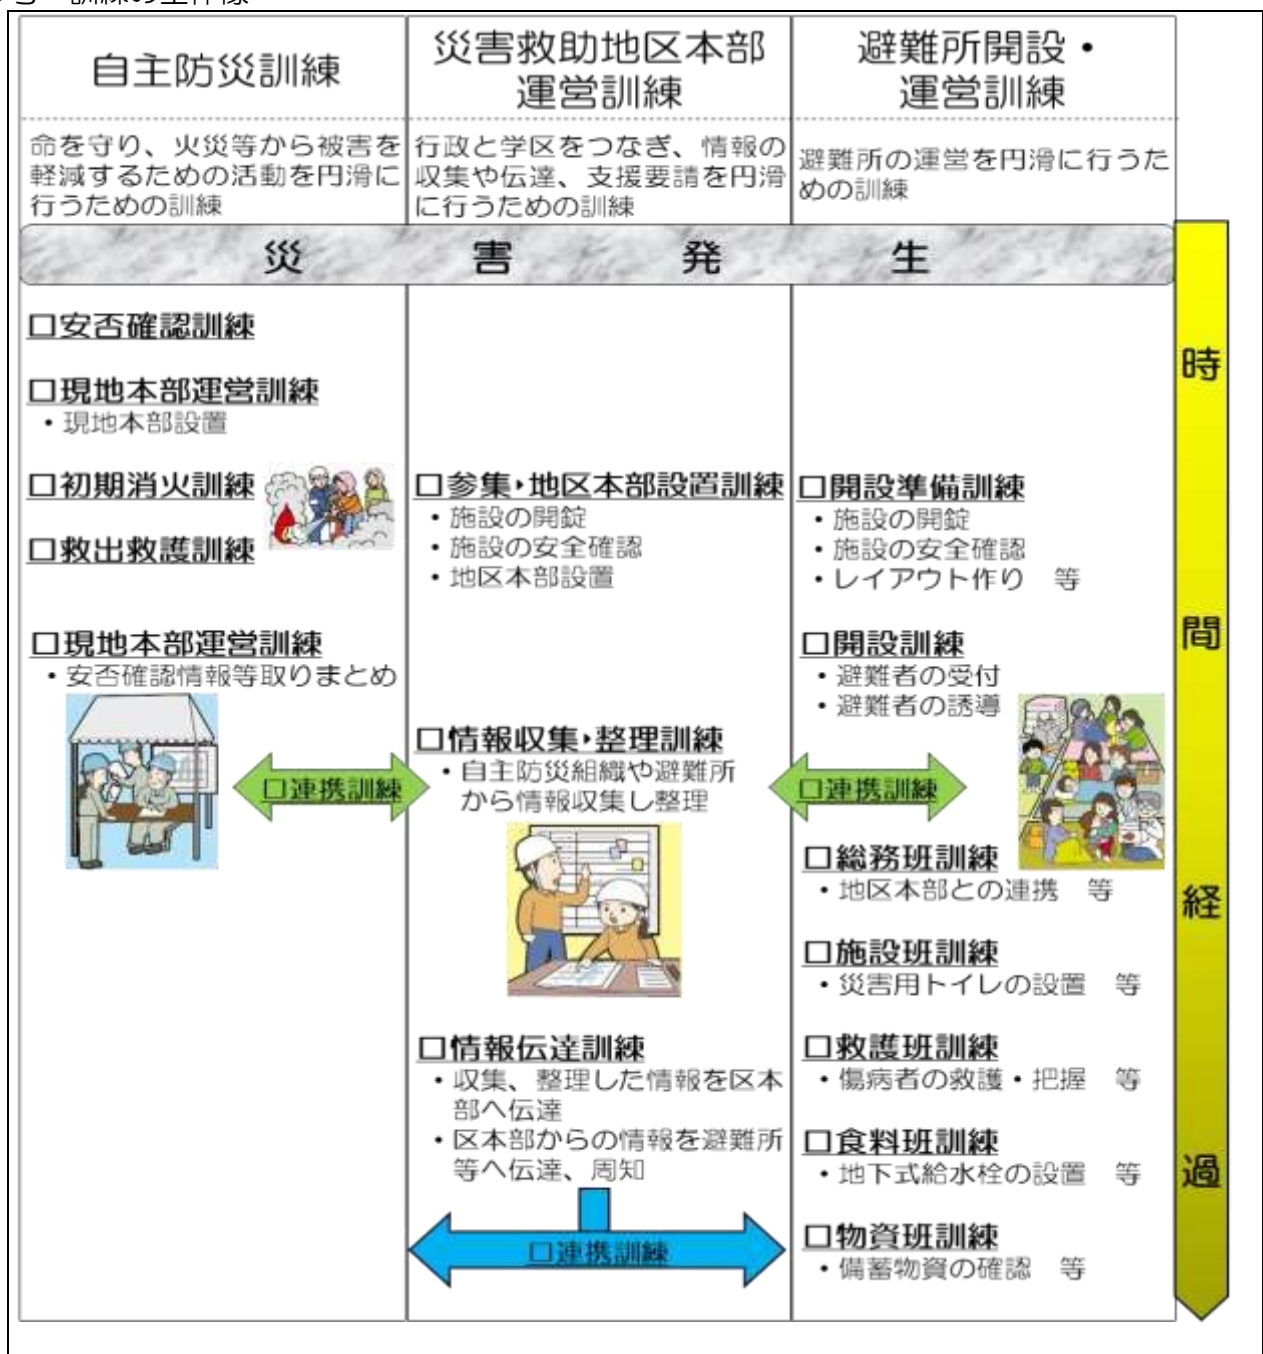 訓練の全体像
自主防災訓練
命を守り、火災等から被害を
軽減するための活動を円滑に
行うための訓練
災害救助地区本部
運営訓練
行政と学区をつなぎ、情報の
収集や伝達、支援要請を円滑
に行うための訓練
避難所開設・
運営訓練
避難所の運営を円滑に行うた
めの訓練
災害発生
□安否確認訓練
□現地本部運営訓練
・現地本部設置
□初期消火訓練
□救出救護訓練
□現地本部運営訓練
・安否確認情報等取りまとめ
□連携訓練
□参集・地区本部設置訓練
・施設の開錠
・施設の安全確認
・地区本部設置
□情報収集・整理訓練
・自主防災組織や避難所
から情報収集し整理
□情報伝達訓練
・収集、整理した情報を区本
部へ伝達
・区本部からの情報を避難所
等へ伝達、周知
□連携訓練
□開設準備訓練
・施設の開錠
・施設の安全確認
・レイアウト作り　等
□開設訓練
・避難者の受付
・避難者の誘導
□連携訓練
□総務班訓練
・地区本部との連携　等
□施設班訓練
・災害用トイレの設置　等
□救護班訓練
・傷病者の救護・把握　等
□食料班訓練
・地下式給水栓の設置　等
□物資班訓練
・備蓄物資の確認　等
時間経過